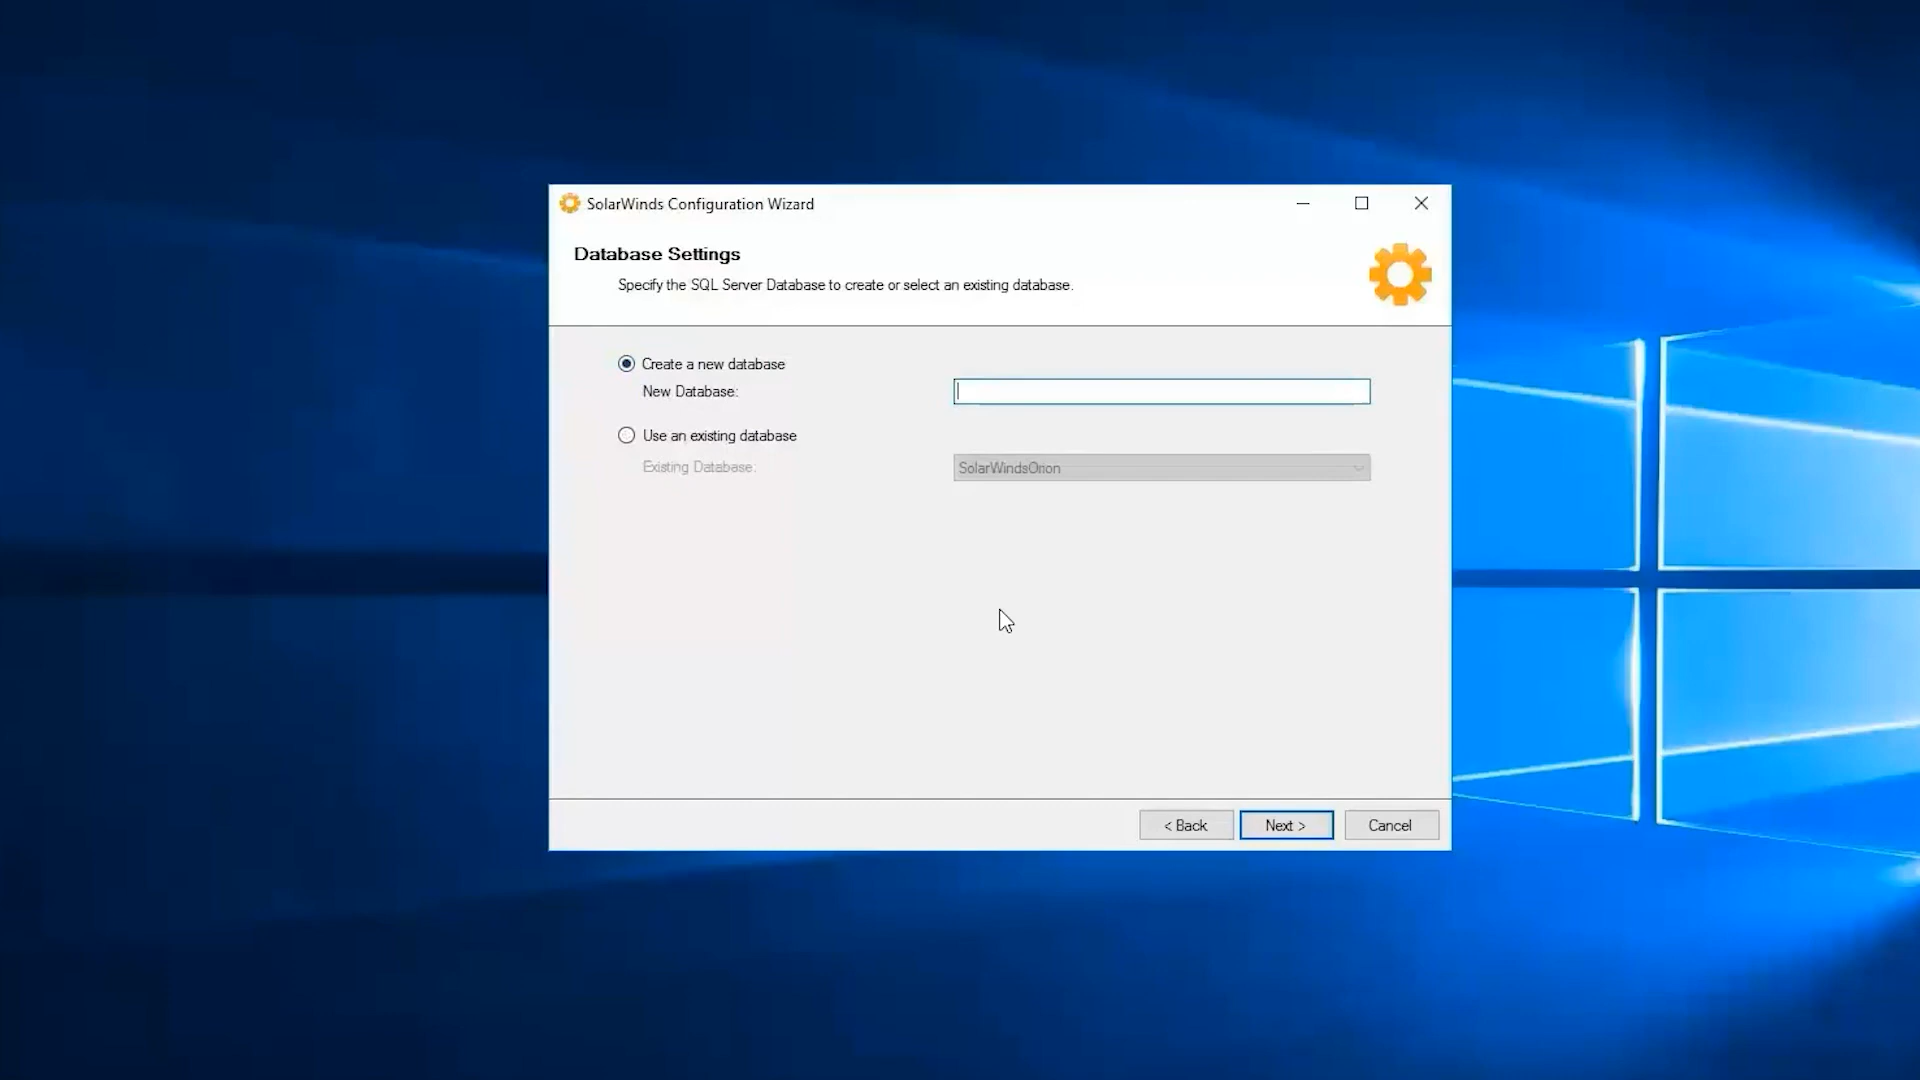 SolarWinds Configuration Wizard
Database Settings
Specify the SQL Server Database to create or select an existing database.
Create a new database
New Database:
Use an existing database
Existing Database:
SolarWindsOrion
< Back
Next >
Cancel